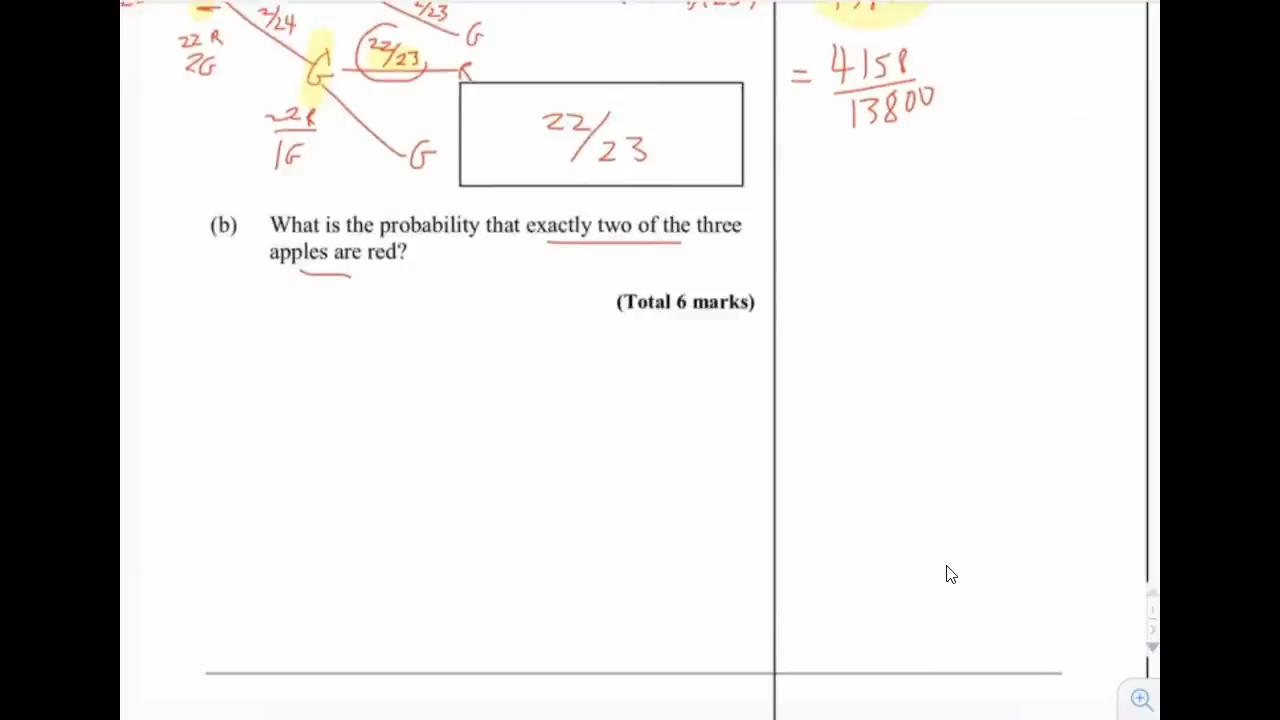 2/24
/23
G
22 R
2G
G
22/23
R
= 4158
13800
22 R
1G
G
22/23
(b) What is the probability that exactly two of the three
apples are red?
(Total 6 marks)